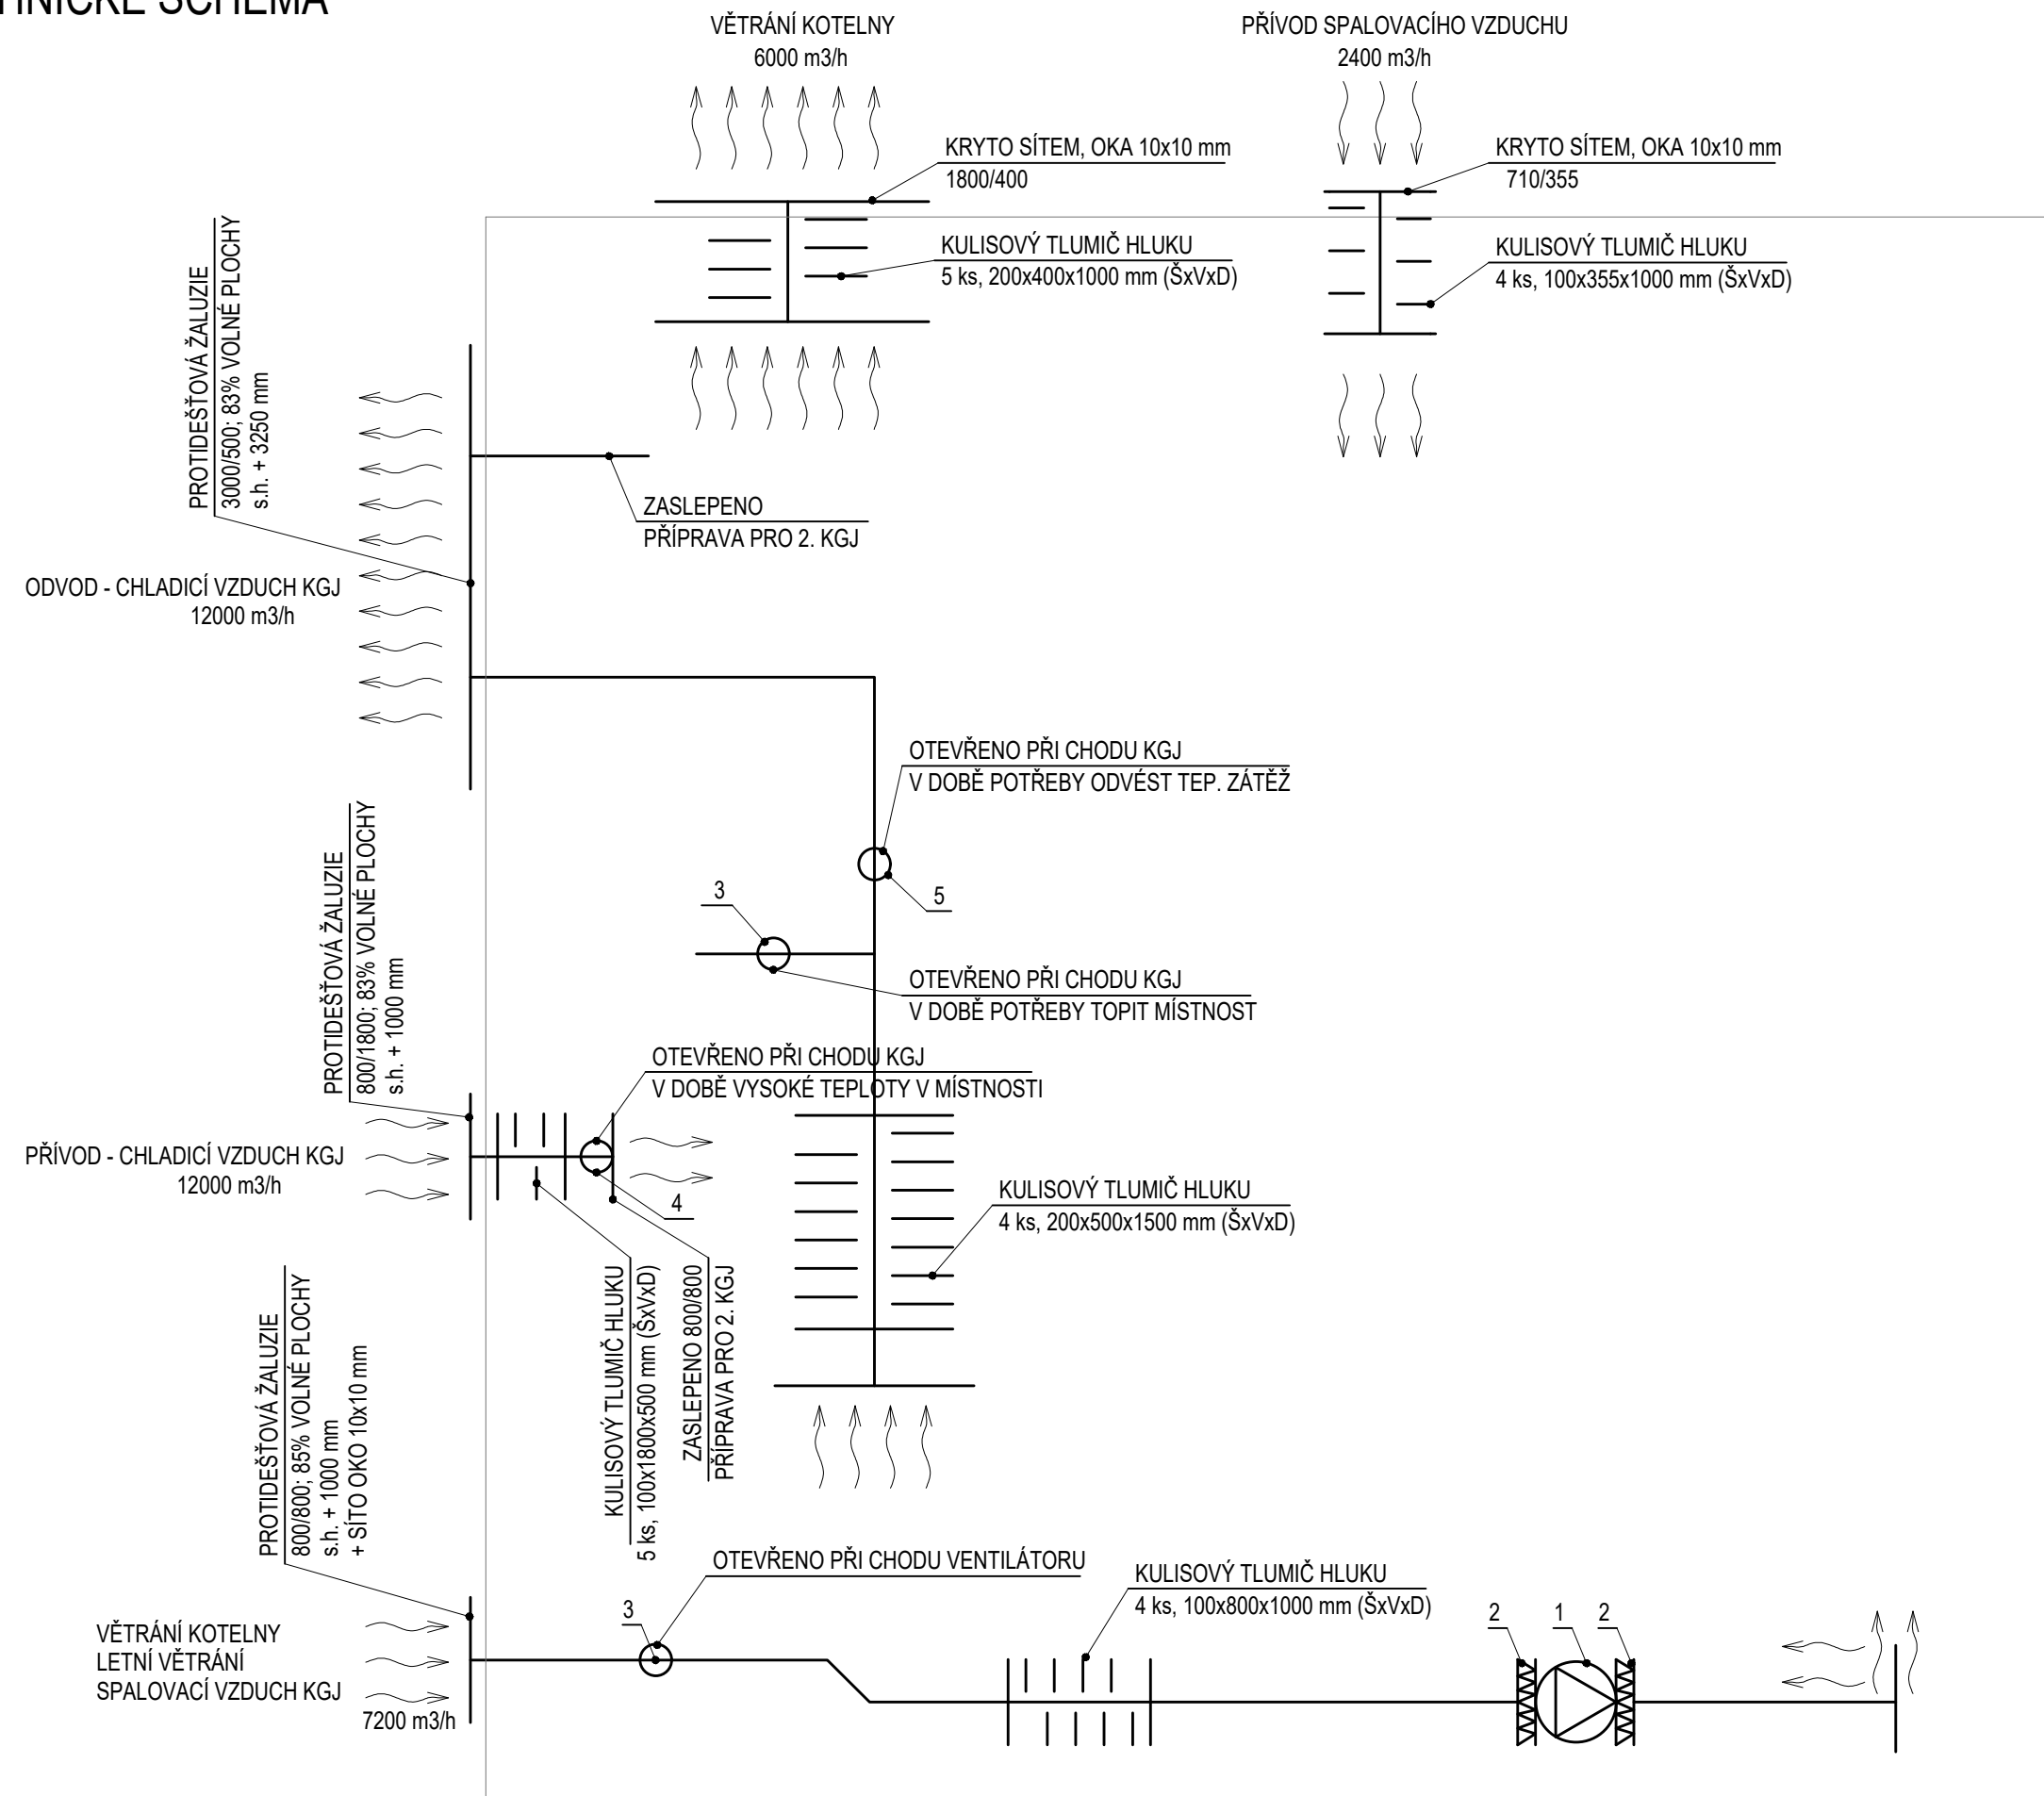 VĚTRÁNÍ KOTELNY
6000 m3/h
PŘÍVOD SPALOVACÍHO VZDUCHU
2400 m3/h
KRYTO SÍTEM, OKA 10x10 mm
1800/400
KRYTO SÍTEM, OKA 10x10 mm
710/355
KULISOVÝ TLUMIČ HLUKU
5 ks, 200x400x1000 mm (ŠxVxD)
KULISOVÝ TLUMIČ HLUKU
4 ks, 100x355x1000 mm (ŠxVxD)
PROTIDEŠŤOVÁ ŽALUZIE
3000/500; 83% VOLNÉ PLOCHY
s.h. + 3250 mm
ZASLEPENO
PŘÍPRAVA PRO 2. KGJ
ODVOD - CHLADICÍ VZDUCH KGJ
12000 m3/h
OTEVŘENO PŘI CHODU KGJ
V DOBĚ POTŘEBY ODVÉST TEP. ZÁTĚŽ
5
3
OTEVŘENO PŘI CHODU KGJ
V DOBĚ POTŘEBY TOPIT MÍSTNOST
PROTIDEŠŤOVÁ ŽALUZIE
800/1800; 83% VOLNÉ PLOCHY
s.h. + 1000 mm
OTEVŘENO PŘI CHODU KGJ
V DOBĚ VYSOKÉ TEPLOTY V MÍSTNOSTI
PŘÍVOD - CHLADICÍ VZDUCH KGJ
12000 m3/h
4
KULISOVÝ TLUMIČ HLUKU
4 ks, 200x500x1500 mm (ŠxVxD)
KULISOVÝ TLUMIČ HLUKU
5 ks, 100x1800x500 mm (ŠxVxD)
ZASLEPENO 800/800
PŘÍPRAVA PRO 2. KGJ
PROTIDEŠŤOVÁ ŽALUZIE
800/800; 85% VOLNÉ PLOCHY
s.h. + 1000 mm
+ SÍTO OKO 10x10 mm
OTEVŘENO PŘI CHODU VENTILÁTORU
3
KULISOVÝ TLUMIČ HLUKU
4 ks, 100x800x1000 mm (ŠxVxD)
2
1
2
VĚTRÁNÍ KOTELNY
LETNÍ VĚTRÁNÍ
SPALOVACÍ VZDUCH KGJ
7200 m3/h